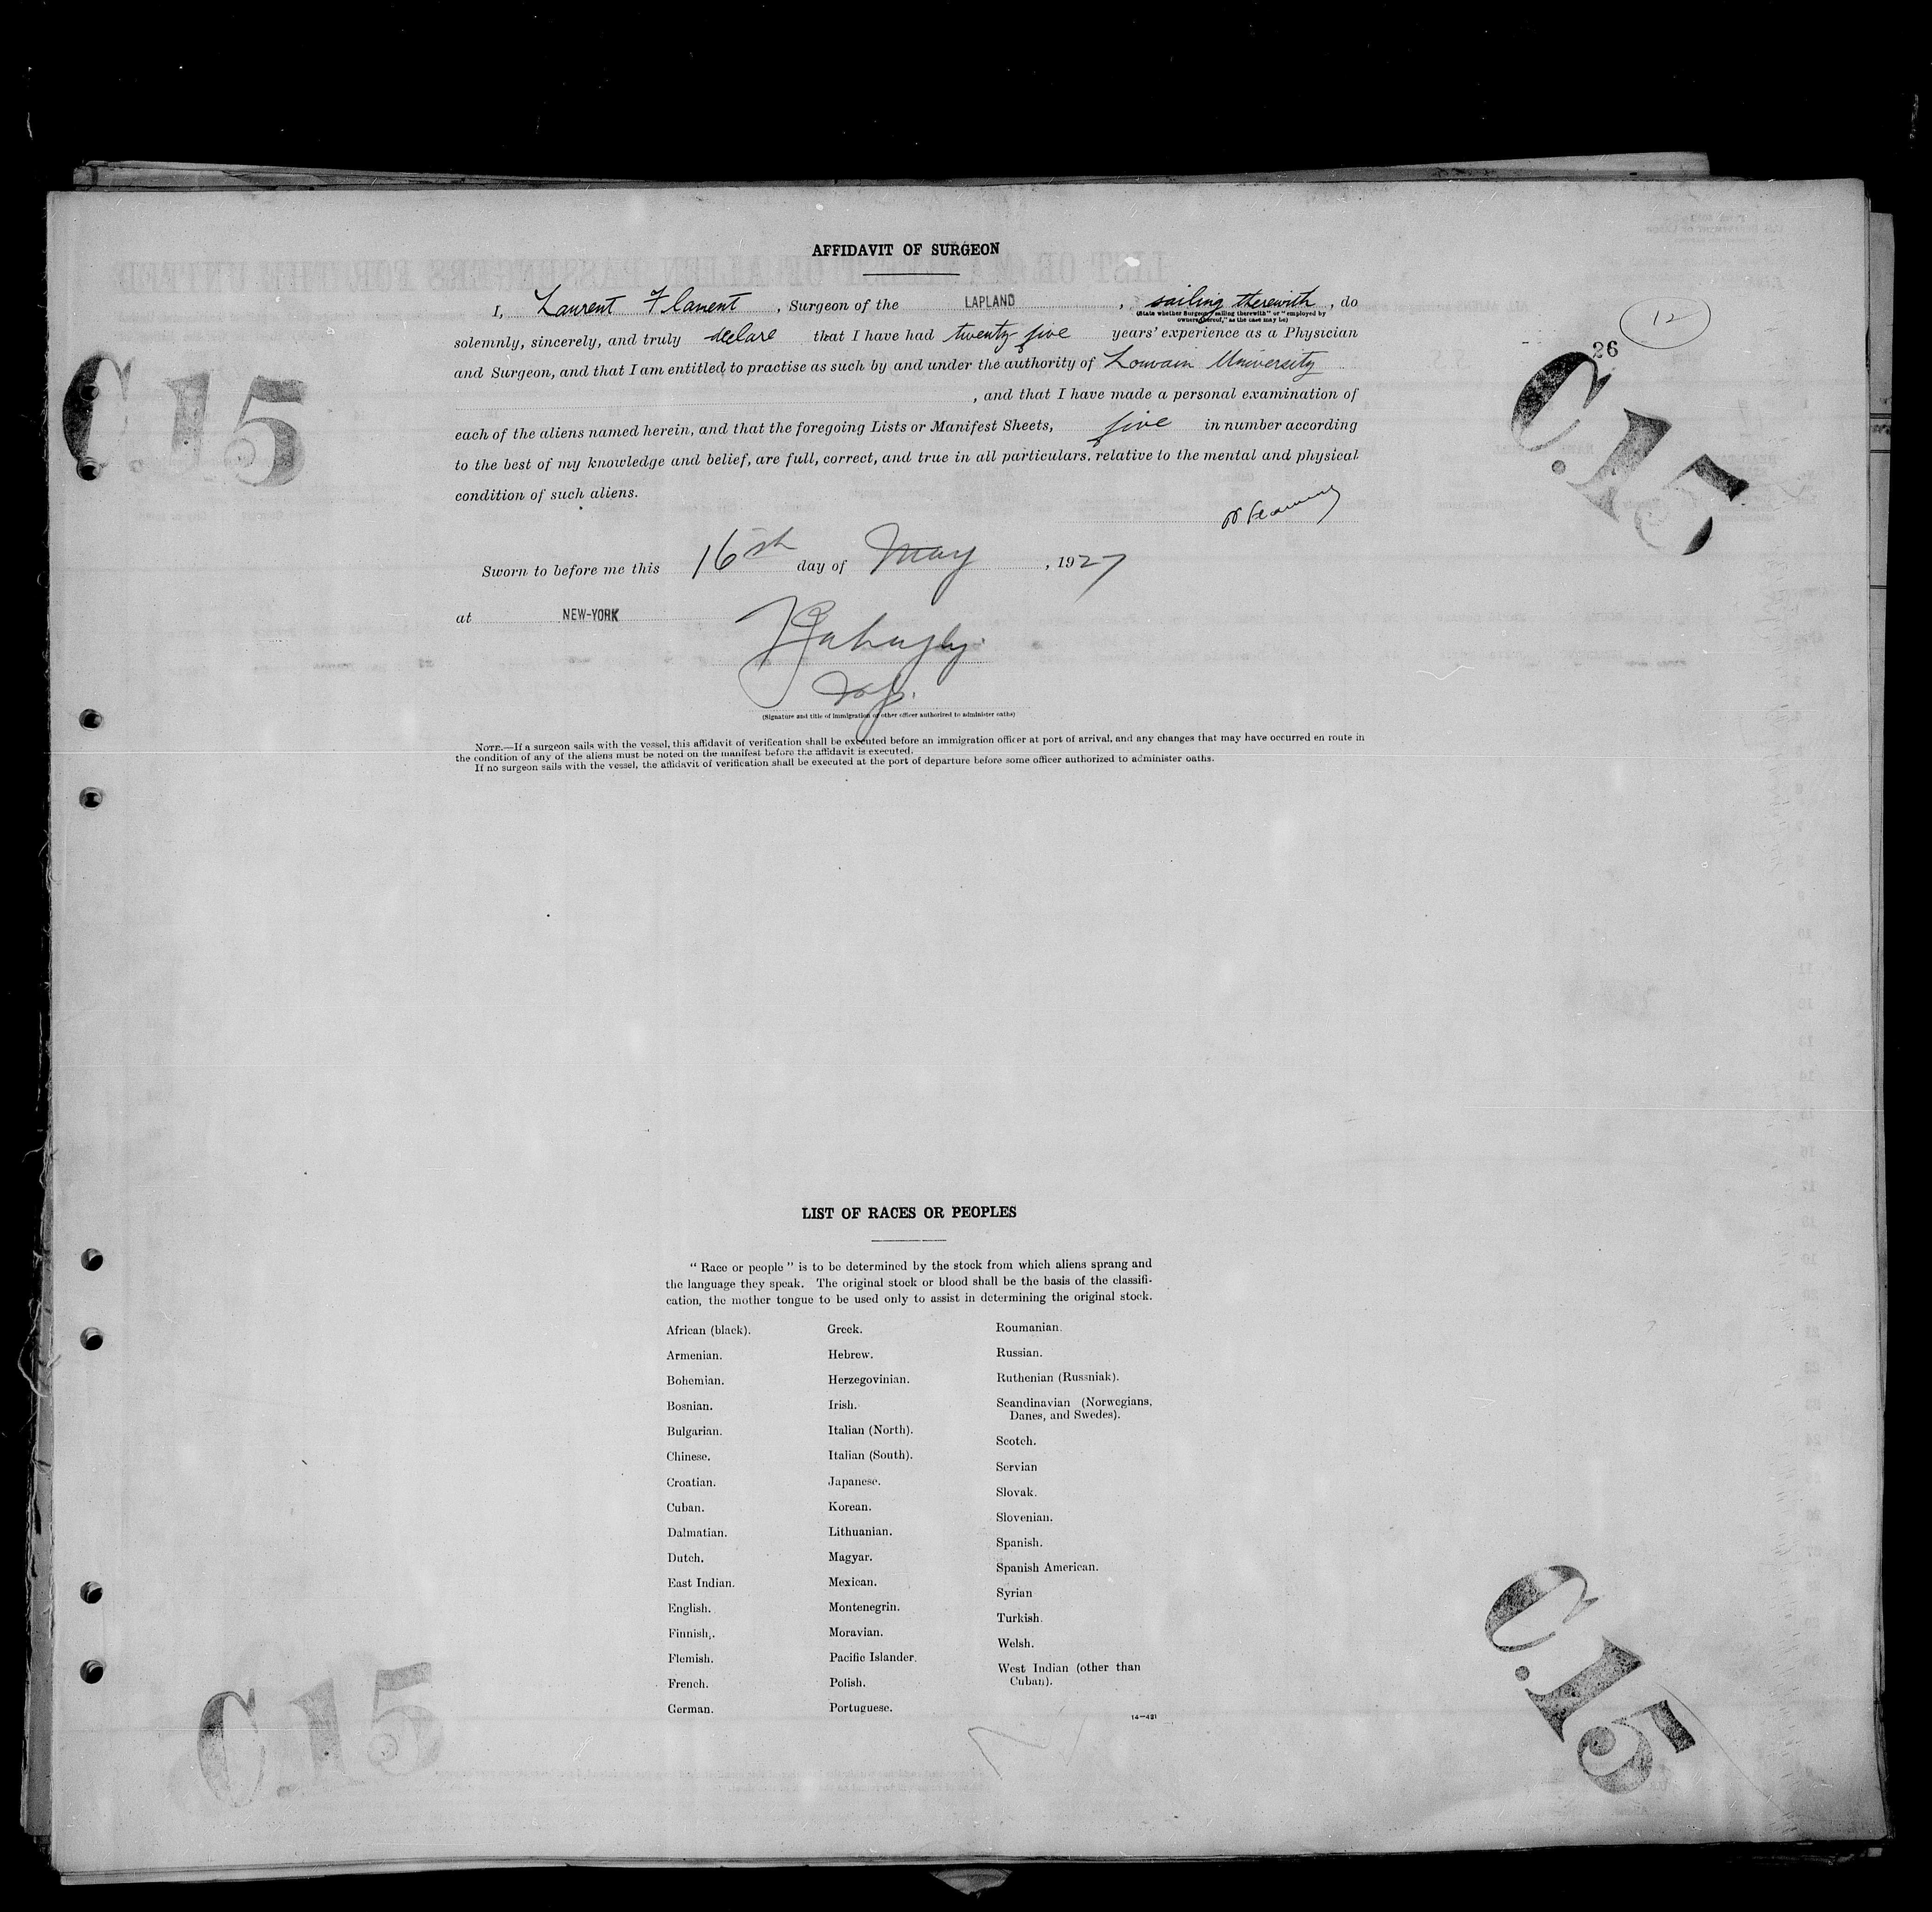 AFFIDAVIT OF SURGEON
I, Laurent Flament, Surgeon of the LAPLAND, sailing therewith, do
(State whether Surgeon "sailing therewith" or "employed by
owners thereof," as the case may be)
12
26
solemnly, sincerely, and truly declare that I have had twenty five years' experience as a Physician
and Surgeon, and that I am entitled to practise as such by and under the authority of Louvain University
, and that I have made a personal examination of
each of the aliens named herein, and that the foregoing Lists or Manifest Sheets, five in number according
to the best of my knowledge and belief, are full, correct, and true in all particulars, relative to the mental and physical
condition of such aliens.
C.15
C.15
Sworn to before me this 16th day of May, 1927
at NEW-YORK
(Signature and title of immigration or other officer authorized to administer oaths)
NOTE.—If a surgeon sails with the vessel, this affidavit of verification shall be executed before an immigration officer at port of arrival, and any changes that may have occurred en route in
the condition of any of the aliens must be noted on the manifest before the affidavit is executed.
If no surgeon sails with the vessel, the affidavit of verification shall be executed at the port of departure before some officer authorized to administer oaths.
LIST OF RACES OR PEOPLES
"Race or people" is to be determined by the stock from which aliens sprang and
the language they speak. The original stock or blood shall be the basis of the classifi-
cation, the mother tongue to be used only to assist in determining the original stock.
African (black).
Armenian.
Bohemian.
Bosnian.
Bulgarian.
Chinese.
Croatian.
Cuban.
Dalmatian.
Dutch.
East Indian.
English.
Finnish.
Flemish.
French.
German.
Greek.
Hebrew.
Herzegovinian.
Irish.
Italian (North).
Italian (South).
Japanese.
Korean.
Lithuanian.
Magyar.
Mexican.
Montenegrin.
Moravian.
Pacific Islander.
Polish.
Portuguese.
Roumanian.
Russian.
Ruthenian (Russniak).
Scandinavian (Norwegians,
Danes, and Swedes).
Scotch.
Servian
Slovak.
Slovenian.
Spanish.
Spanish American.
Syrian
Turkish.
Welsh.
West Indian (other than
Cuban).
14—421
C.15
C.15